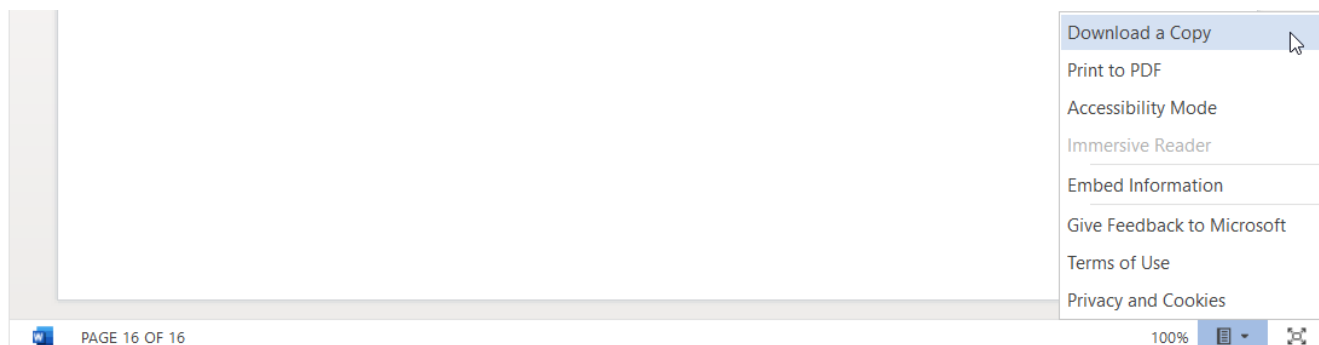 Download a Copy
Print to PDF
Accessibility Mode
Immersive Reader
Embed Information
Give Feedback to Microsoft
Terms of Use
Privacy and Cookies
W PAGE 16 OF 16 100%